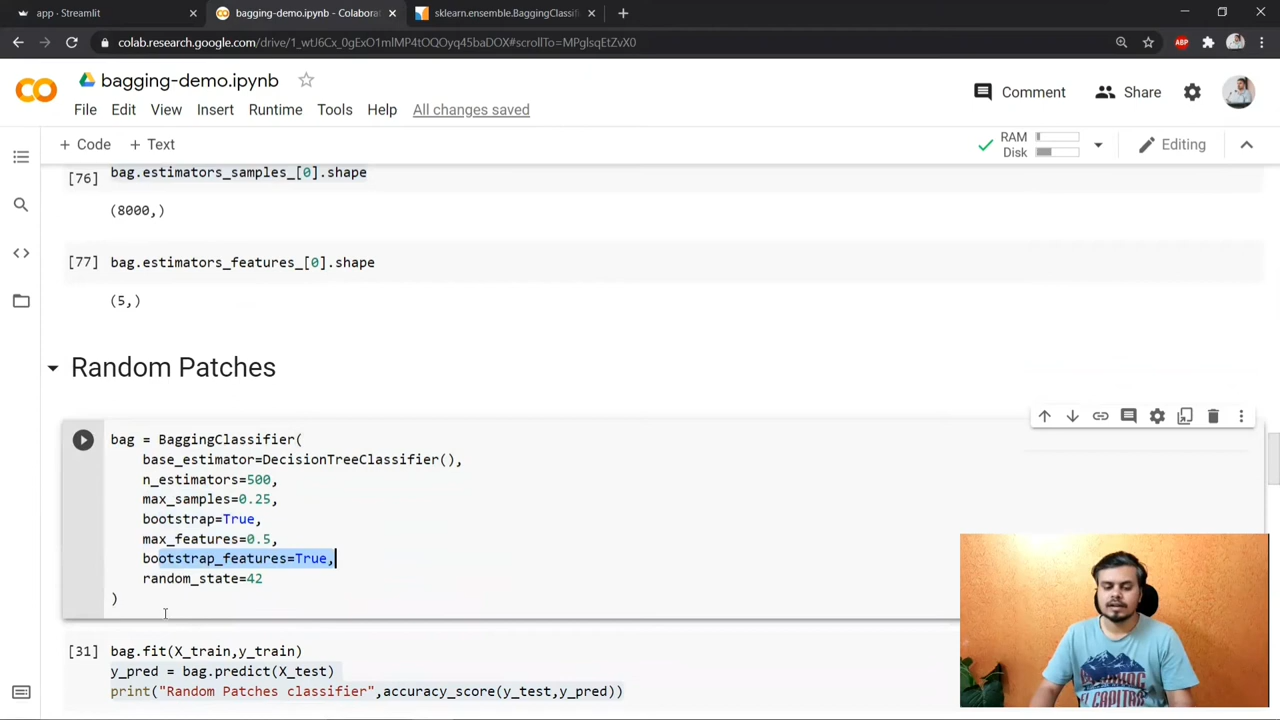 app · Streamlit
bagging-demo.ipynb - Colaborat
sklearn.ensemble.BaggingClassifi
colab.research.google.com/drive/1_wtJ6Cx_0gExO1mlMP4tOQOyq45baDOX#scrollTo=MPglsqEtZvX0
ABP
bagging-demo.ipynb
Comment
Share
File Edit View Insert Runtime Tools Help All changes saved
+ Code + Text
RAM
Disk
Editing
[76] bag.estimators_samples_[0].shape
(8000,)
[77] bag.estimators_features_[0].shape
(5,)
Random Patches
bag = BaggingClassifier(
base_estimator=DecisionTreeClassifier(),
n_estimators=500,
max_samples=0.25,
bootstrap=True,
max_features=0.5,
bootstrap_features=True,
random_state=42
)
[31] bag.fit(X_train,y_train)
y_pred = bag.predict(X_test)
print("Random Patches classifier",accuracy_score(y_test,y_pred))
EL CAPITAN